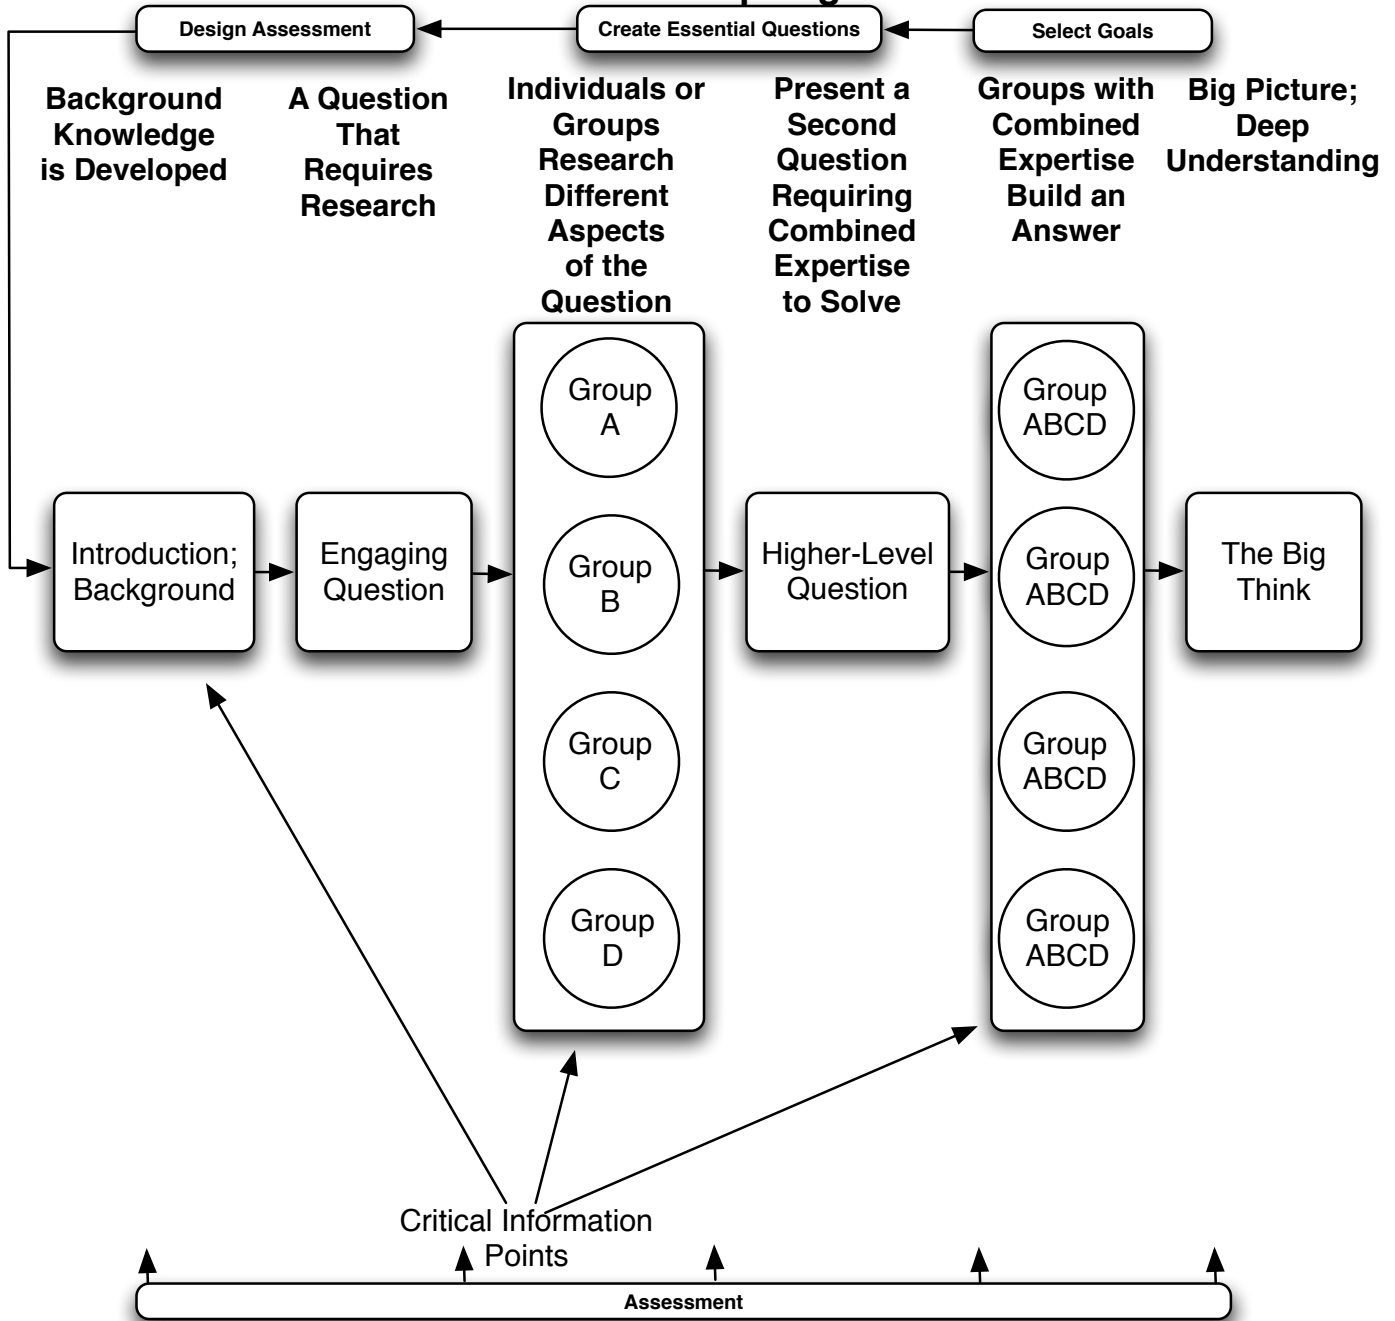 Design Assessment
Create Essential Questions
Select Goals
Background
Knowledge
is Developed
A Question
That
Requires
Research
Individuals or
Groups
Research
Different
Aspects
of the
Question
Present a
Second
Question
Requiring
Combined
Expertise
to Solve
Groups with
Combined
Expertise
Build an
Answer
Big Picture;
Deep
Understanding
Introduction;
Background
Engaging
Question
Group
A
Group
B
Group
C
Group
D
Higher-Level
Question
Group
ABCD
Group
ABCD
Group
ABCD
Group
ABCD
The Big
Think
Critical Information
Points
Assessment